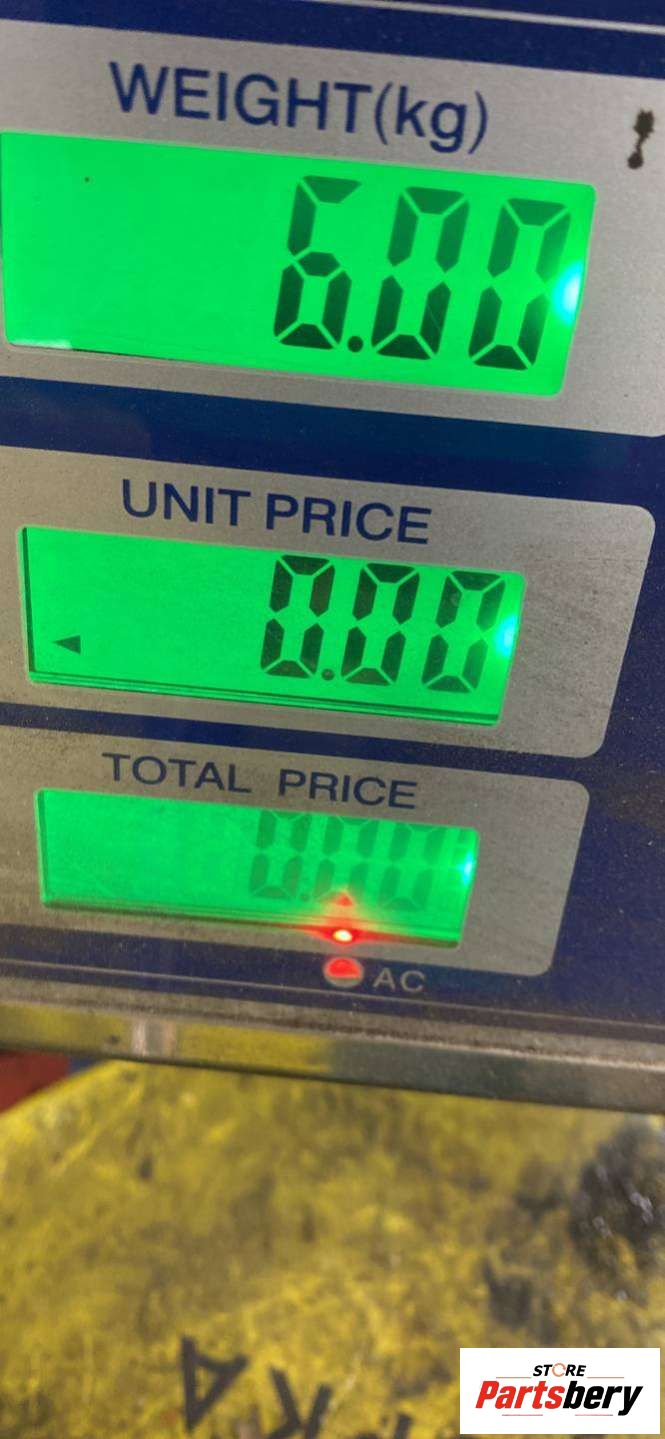 WEIGHT(kg)
6.00
UNIT PRICE
0.00
TOTAL PRICE
0.00
AC
STORE
Partsbery